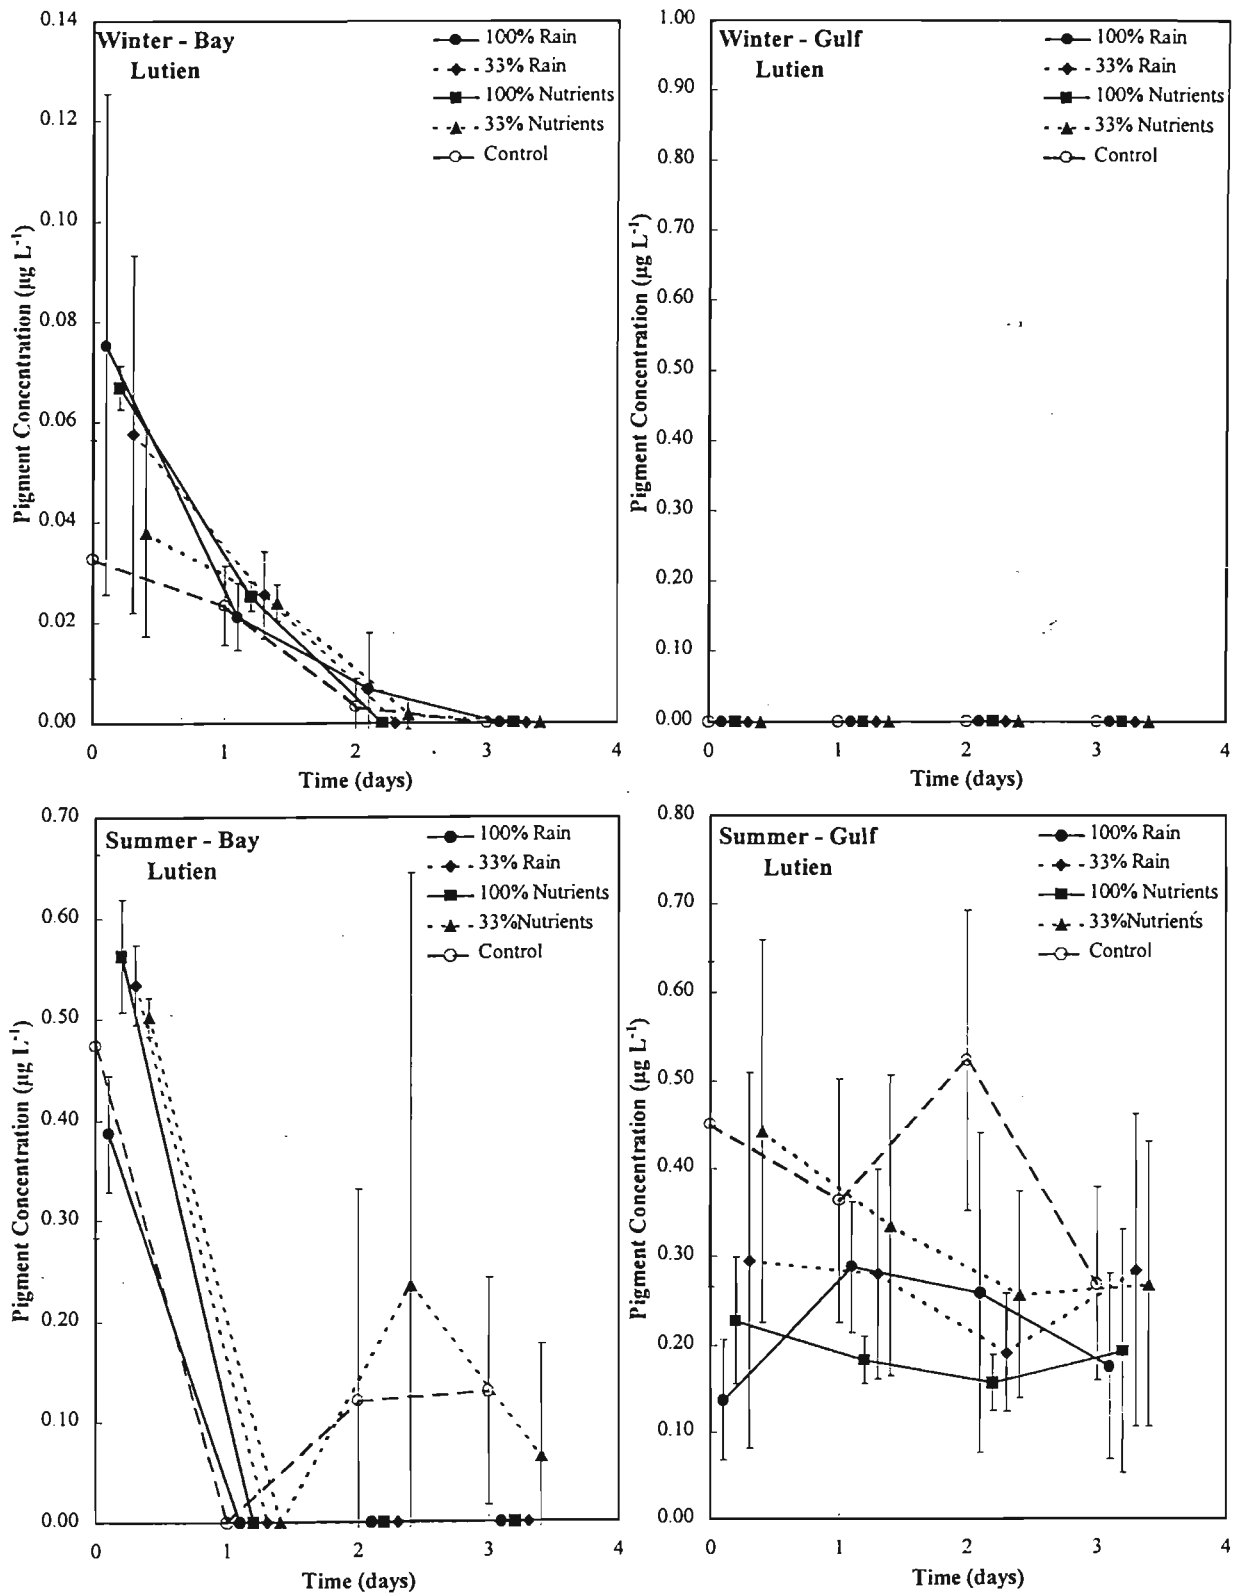 Winter - Bay
Lutien
100% Rain
33% Rain
100% Nutrients
33% Nutrients
Control
0.14
0.12
0.10
0.08
0.06
0.04
0.02
0.00
Pigment Concentration (µg L-1)
0 1 2 3 4
Time (days)
Winter - Gulf
Lutien
100% Rain
33% Rain
100% Nutrients
33% Nutrients
Control
1.00
0.90
0.80
0.70
0.60
0.50
0.40
0.30
0.20
0.10
0.00
Pigment Concentration (µg L-1)
0 1 2 3 4
Time (days)
Summer - Bay
Lutien
100% Rain
33% Rain
100% Nutrients
33%Nutrients
Control
0.70
0.60
0.50
0.40
0.30
0.20
0.10
0.00
Pigment Concentration (µg L-1)
0 1 2 3 4
Time (days)
Summer - Gulf
Lutien
100% Rain
33% Rain
100% Nutrients
33%Nutrients
Control
0.80
0.70
0.60
0.50
0.40
0.30
0.20
0.10
0.00
Pigment Concentration (µg L-1)
0 1 2 3 4
Time (days)